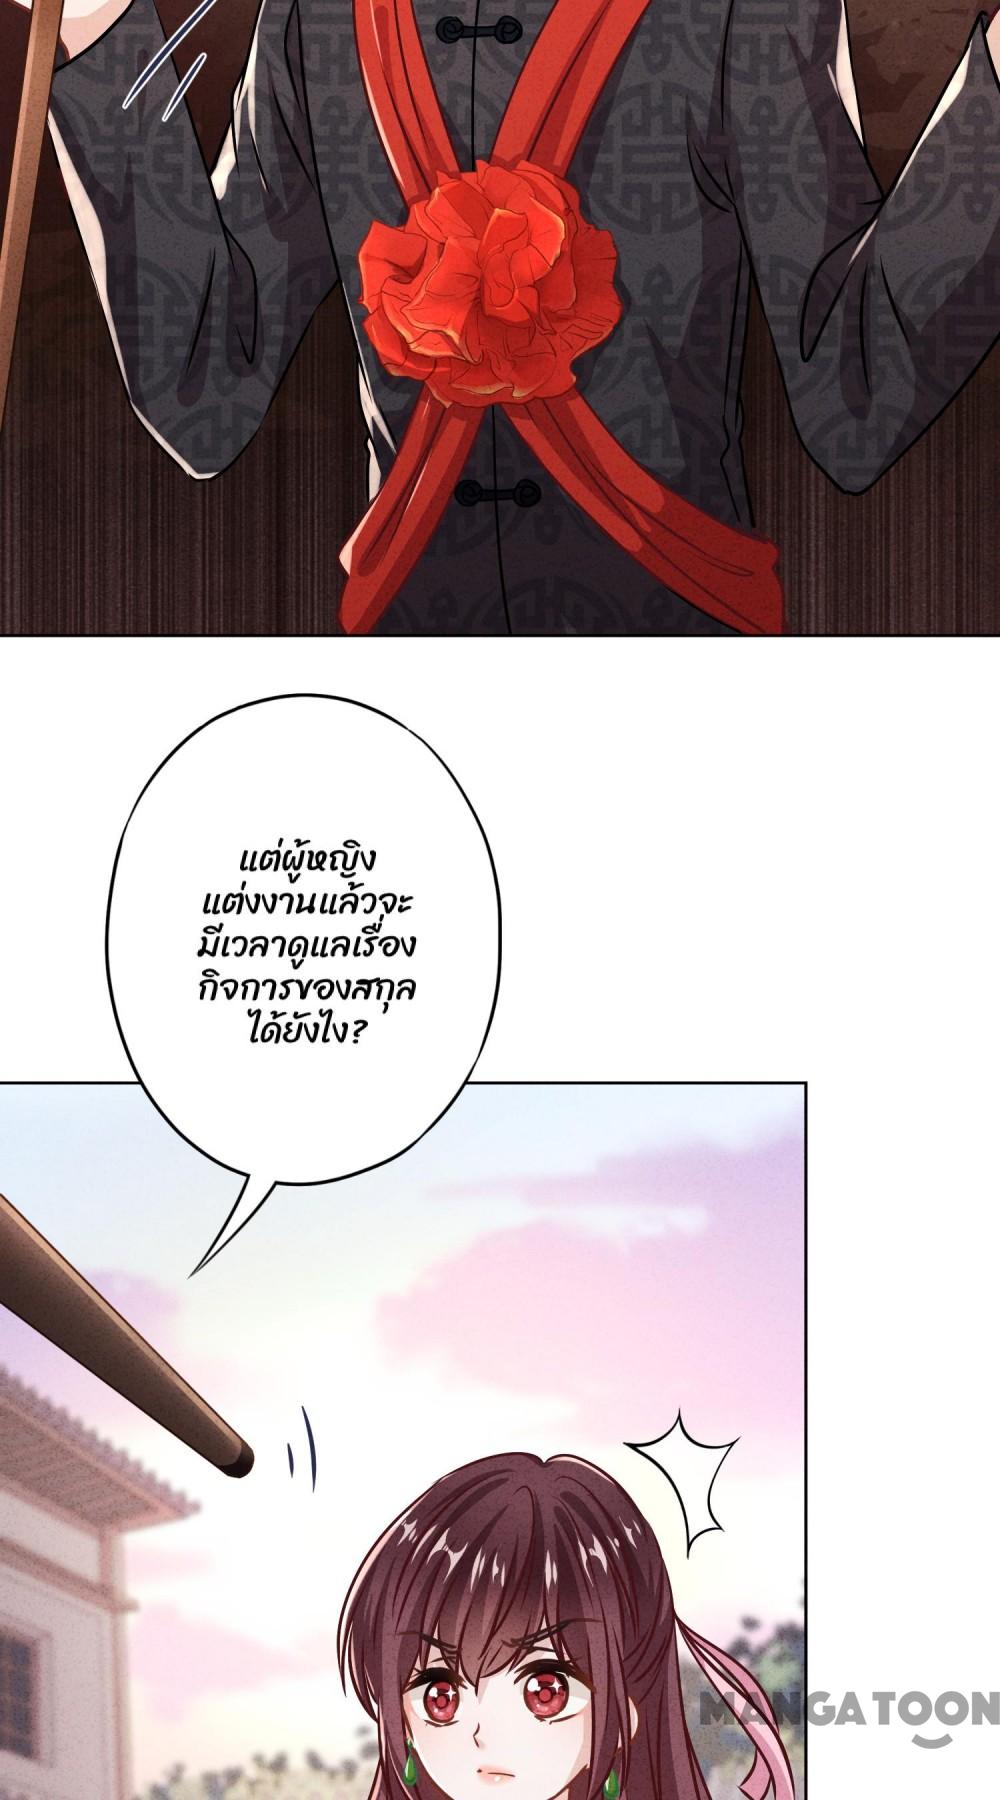 แต่ผู้หญิง
แต่งงานแล้วจะ
มีเวลาดูแลเรื่อง
กิจการของสกุล
ได้ยังไง?
MANGATOON